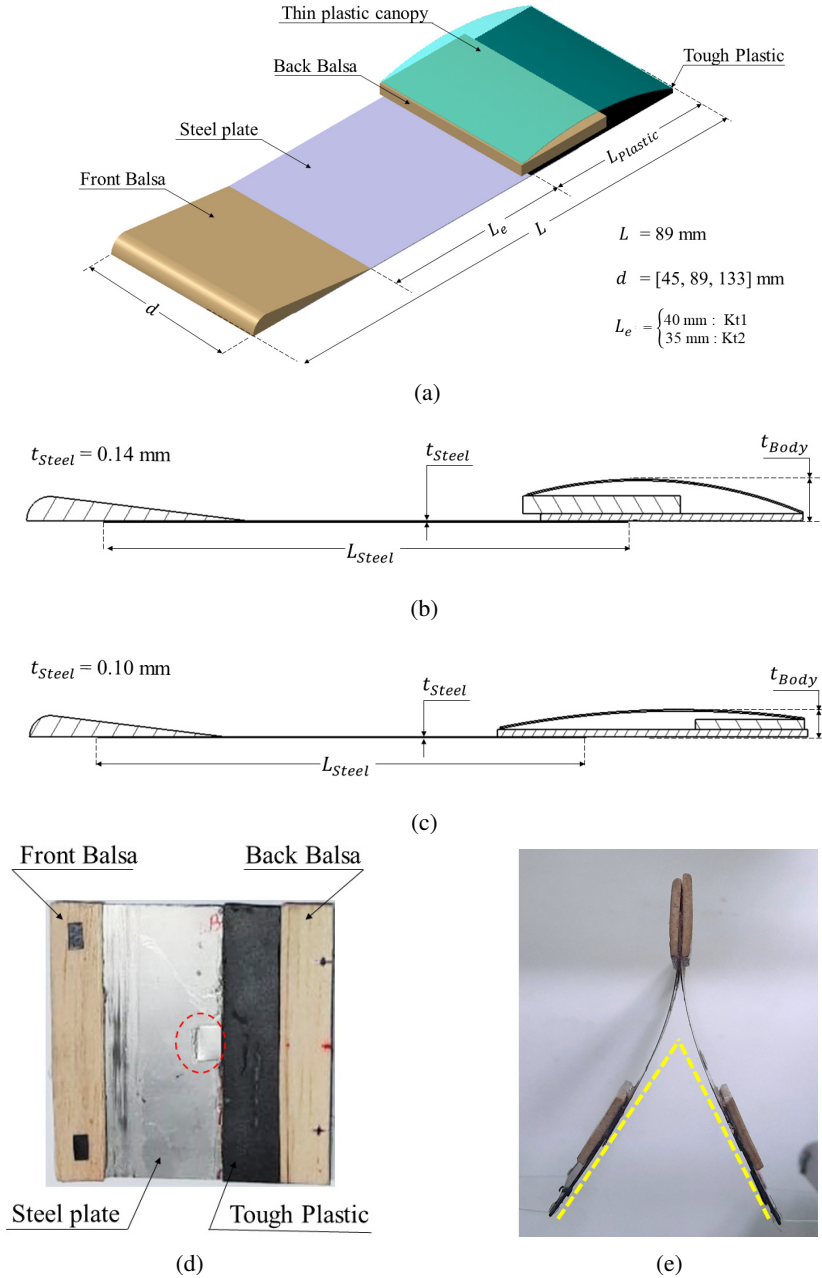 Thin plastic canopy
Back Balsa
Tough Plastic
Steel plate
Front Balsa
L_Plastic
L_e
L
d
L = 89 mm
d = [45, 89, 133] mm
L_e = {40 mm : Kt1
35 mm : Kt2
(a)
t_Steel = 0.14 mm
t_Steel
t_Body
L_Steel
(b)
t_Steel = 0.10 mm
t_Steel
t_Body
L_Steel
(c)
Front Balsa
Back Balsa
Steel plate
Tough Plastic
(d)
(e)